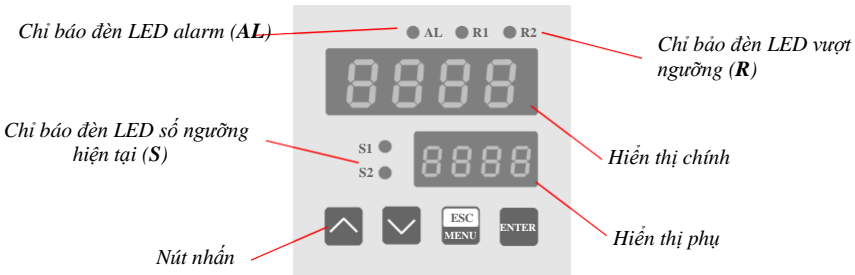 Chỉ báo đèn LED alarm (AL)
AL R1 R2
Chỉ bảo đèn LED vượt
ngưỡng (R)
8888
Chỉ báo đèn LED số ngưỡng
hiện tại (S)
S1
S2
8888
Hiển thị chính
ESC
MENU
ENTER
Hiển thị phụ
Nút nhấn